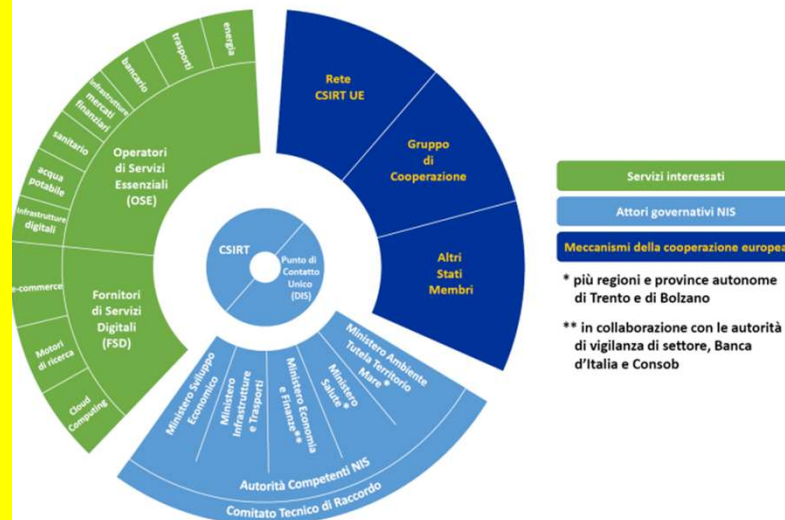 energia
trasporti
bancario
Infrastrutture
mercati
finanziari
sanitario
acqua
potabile
Infrastrutture
digitali
Operatori
di Servizi
Essenziali
(OSE)
e-commerce
Motori
di ricerca
Cloud
Computing
Fornitori
di Servizi
Digitali
(FSD)
CSIRT
Punto di
Contatto
Unico
(DIS)
Rete
CSIRT UE
Gruppo
di
Cooperazione
Altri
Stati
Membri
Ministero Sviluppo
Economico
Ministero
Infrastrutture
e Trasporti
Ministero Economia
e Finanze**
Ministero
Salute *
Ministero Ambiente
Tutela Territorio
Mare *
Autorità Competenti NIS
Comitato Tecnico di Raccordo
Servizi interessati
Attori governativi NIS
Meccanismi della cooperazione europea
* più regioni e province autonome
di Trento e di Bolzano
** in collaborazione con le autorità
di vigilanza di settore, Banca
d'Italia e Consob